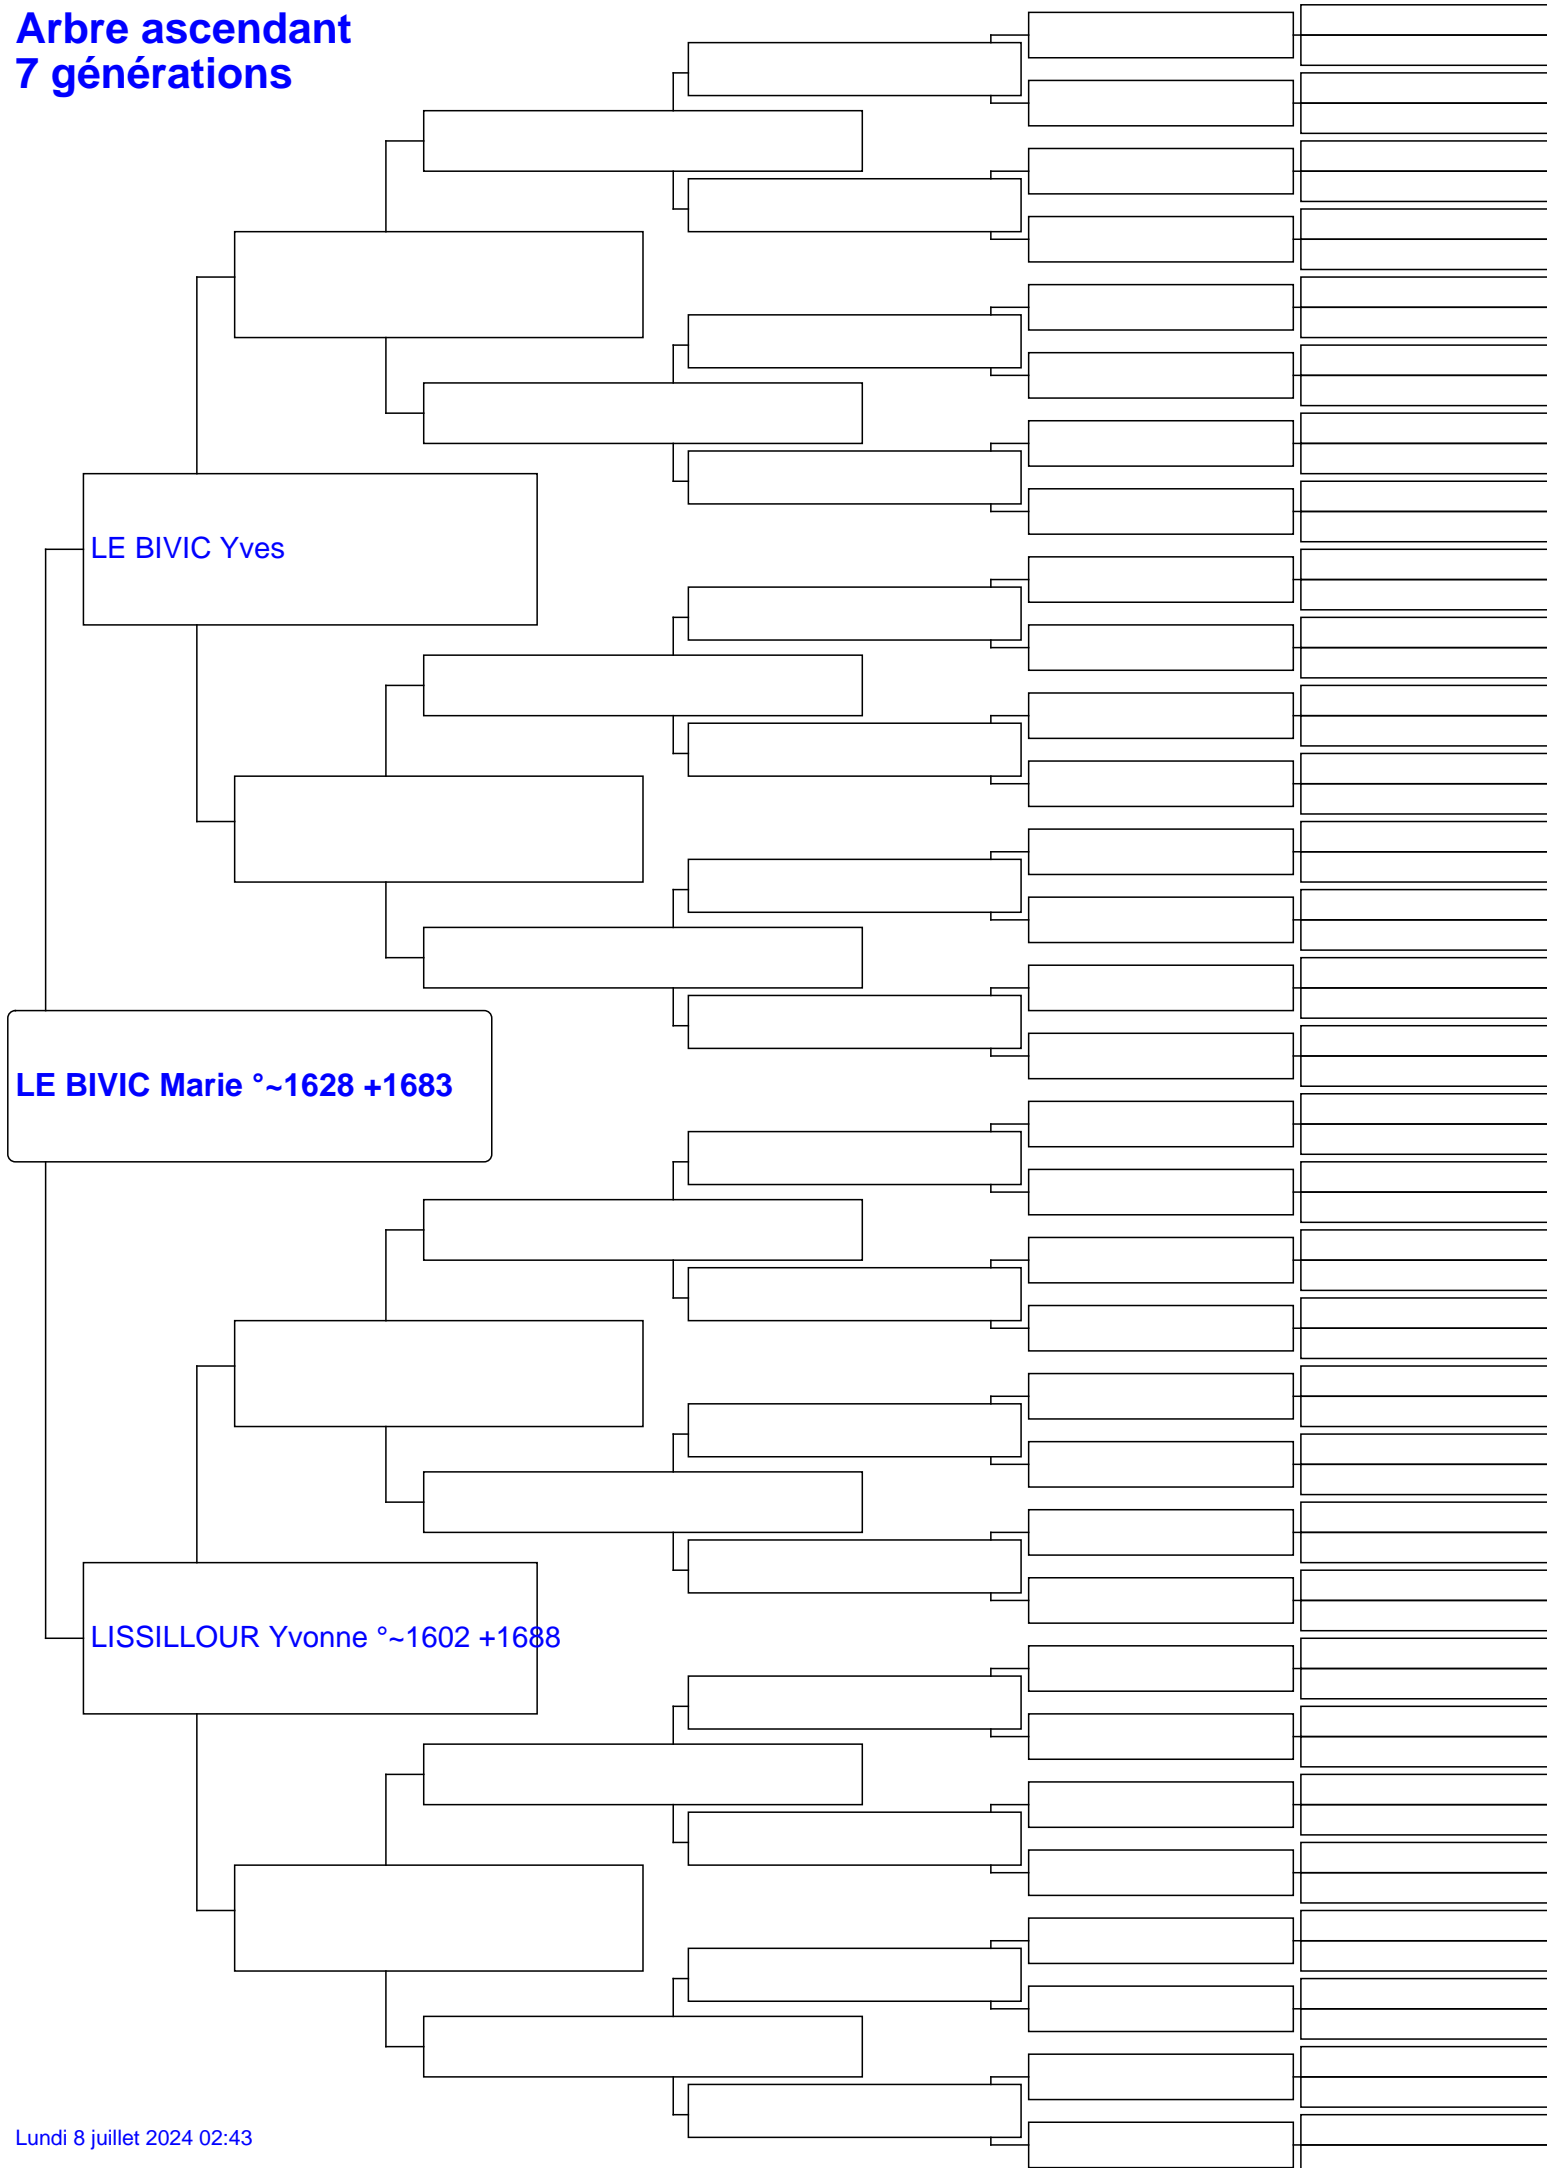 Arbre ascendant
7 générations
LE BIVIC Yves
LE BIVIC Marie °~1628 +1683
LISSILLOUR Yvonne °~1602 +1688
Lundi 8 juillet 2024 02:43